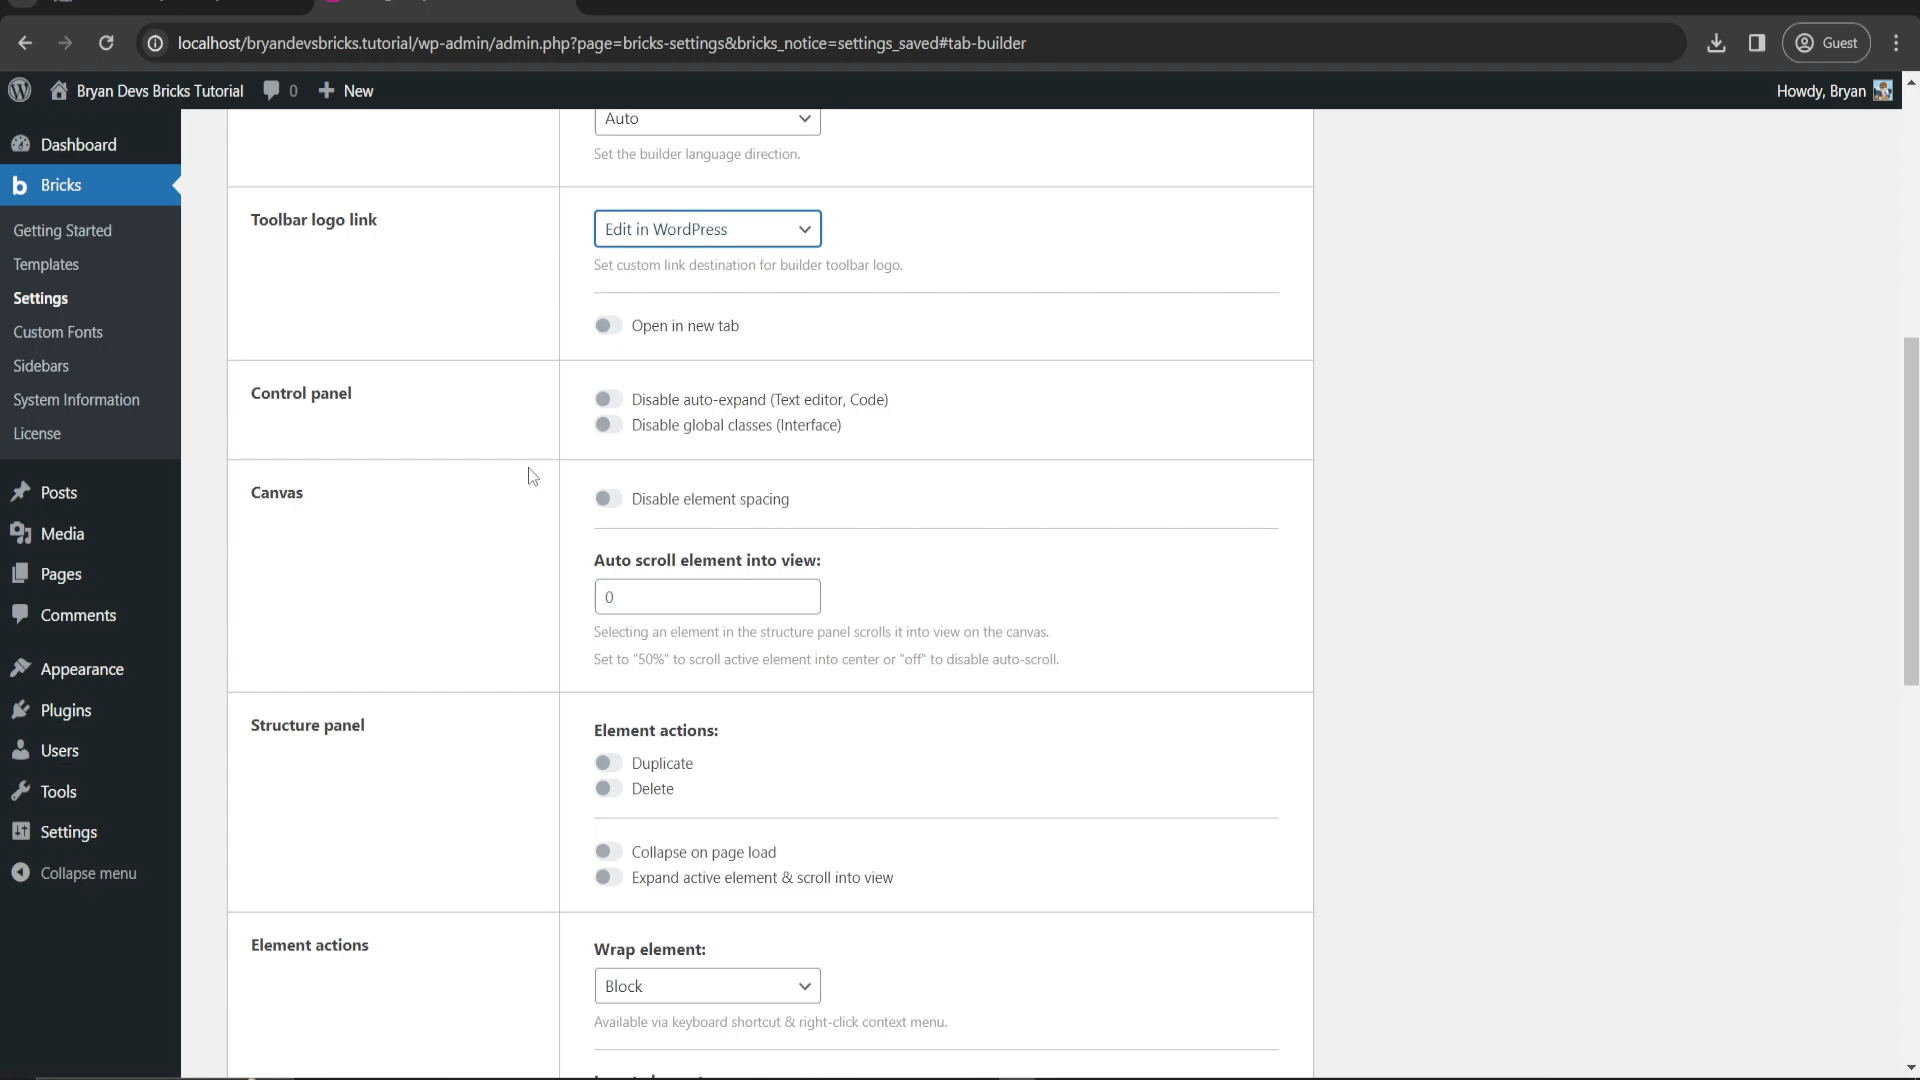 localhost/bryandevsbricks.tutorial/wp-admin/admin.php?page=bricks-settings&bricks_notice=settings_saved#tab-builder
Guest
Bryan Devs Bricks Tutorial
0
New
Howdy, Bryan
Dashboard
Bricks
Getting Started
Templates
Settings
Custom Fonts
Sidebars
System Information
License
Posts
Media
Pages
Comments
Appearance
Plugins
Users
Tools
Settings
Collapse menu
Auto
Set the builder language direction.
Toolbar logo link
Edit in WordPress
Set custom link destination for builder toolbar logo.
Open in new tab
Control panel
Disable auto-expand (Text editor, Code)
Disable global classes (Interface)
Canvas
Disable element spacing
Auto scroll element into view:
0
Selecting an element in the structure panel scrolls it into view on the canvas.
Set to "50%" to scroll active element into center or "off" to disable auto-scroll.
Structure panel
Element actions:
Duplicate
Delete
Collapse on page load
Expand active element & scroll into view
Element actions
Wrap element:
Block
Available via keyboard shortcut & right-click context menu.